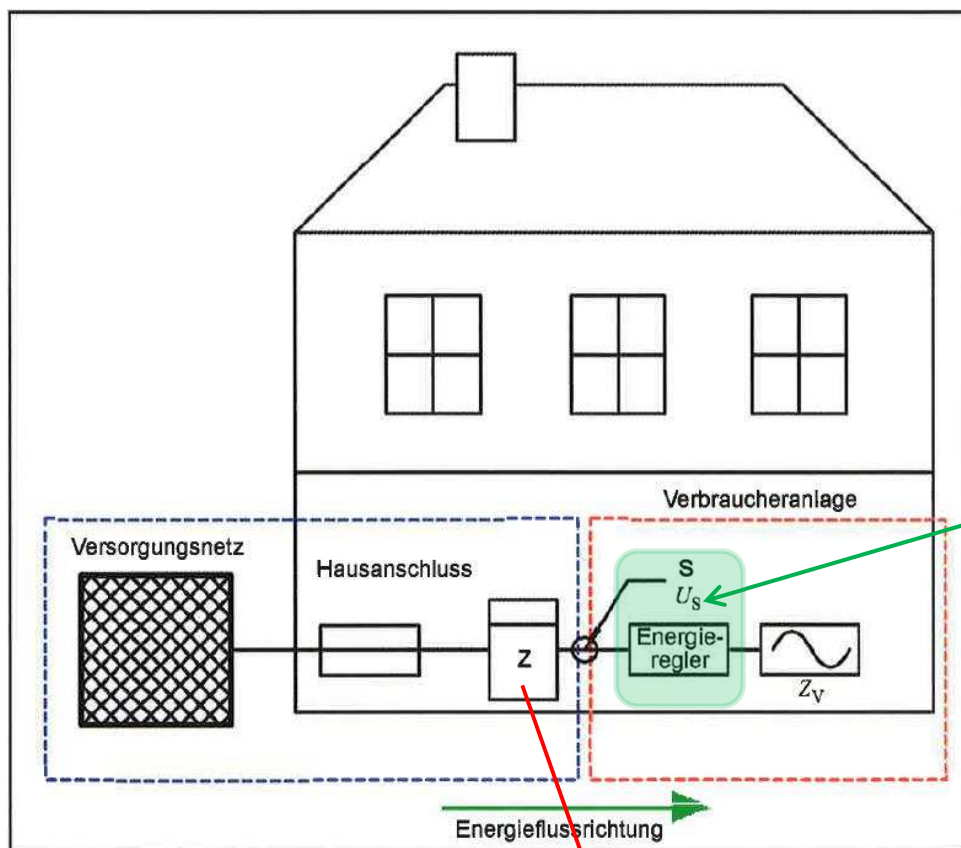 Verbraucheranlage
Versorgungsnetz
Hausanschluss
S
U_S
Energie-
regler
Z
Z_V
Energieflussrichtung